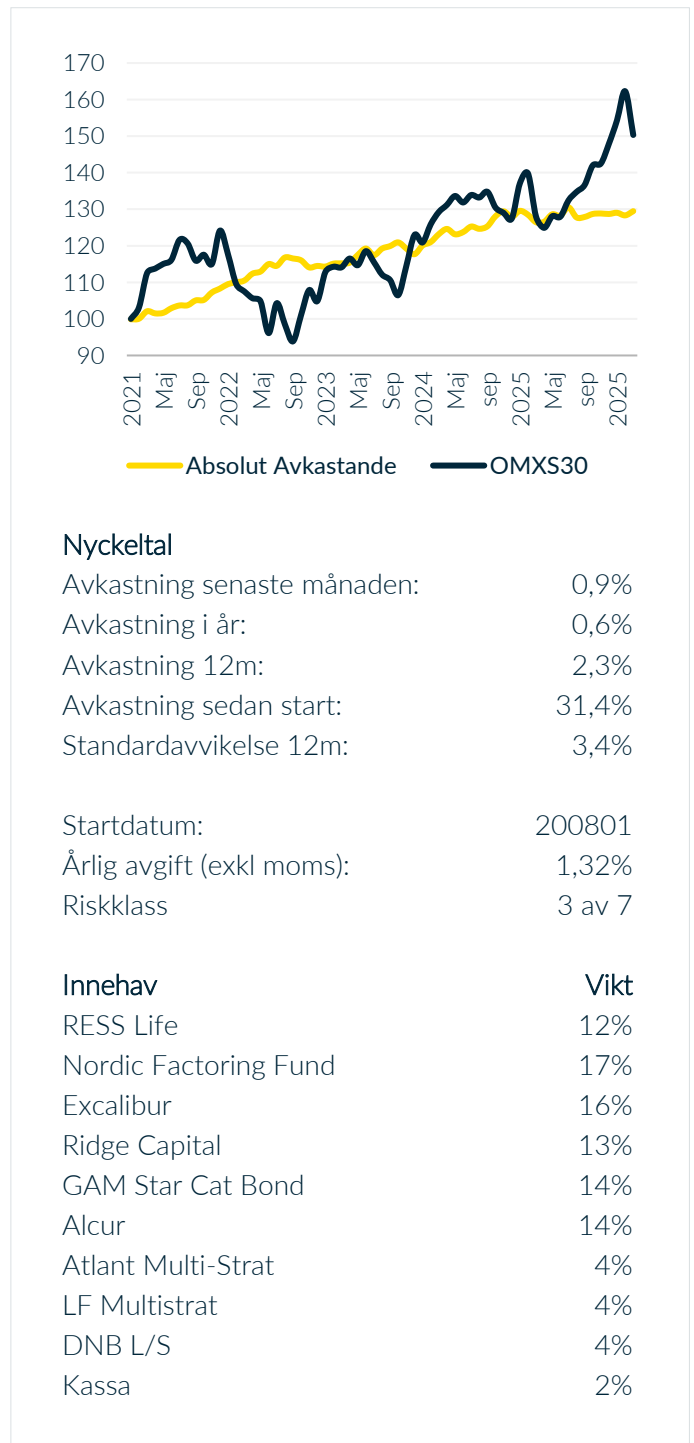 170
160
150
140
130
120
110
100
90
2021 Maj Sep 2022 Maj Sep 2023 Maj Sep 2024 Maj sep 2025 Maj sep 2025
Absolut Avkastande OMXS30
Nyckeltal
Avkastning senaste månaden: 0,9%
Avkastning i år: 0,6%
Avkastning 12m: 2,3%
Avkastning sedan start: 31,4%
Standardavvikelse 12m: 3,4%
Startdatum: 200801
Årlig avgift (exkl moms): 1,32%
Riskklass 3 av 7
Innehav Vikt
RESS Life 12%
Nordic Factoring Fund 17%
Excalibur 16%
Ridge Capital 13%
GAM Star Cat Bond 14%
Alcur 14%
Atlant Multi-Strat 4%
LF Multistrat 4%
DNB L/S 4%
Kassa 2%